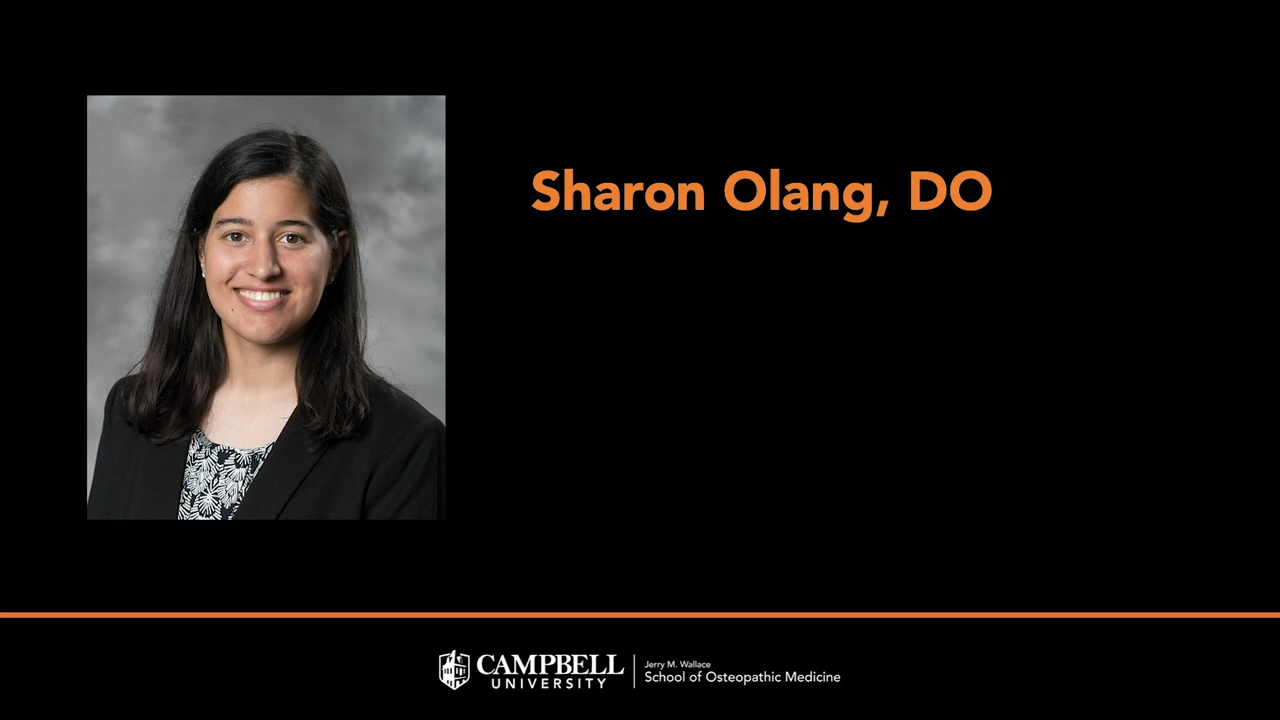 Sharon Olang, DO
CAMPBELL
UNIVERSITY
Jerry M. Wallace
School of Osteopathic Medicine